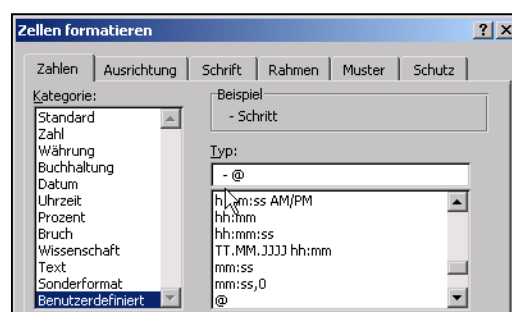 Zellen formatieren
Zahlen Ausrichtung Schrift Rahmen Muster Schutz
Kategorie:
Standard
Zahl
Währung
Buchhaltung
Datum
Uhrzeit
Prozent
Bruch
Wissenschaft
Text
Sonderformat
Benutzerdefiniert
Beispiel
- Schritt
Typ:
- @
hh:mm:ss AM/PM
hh:mm
hh:mm:ss
TT.MM.JJJJ hh:mm
mm:ss
mm:ss,0
@